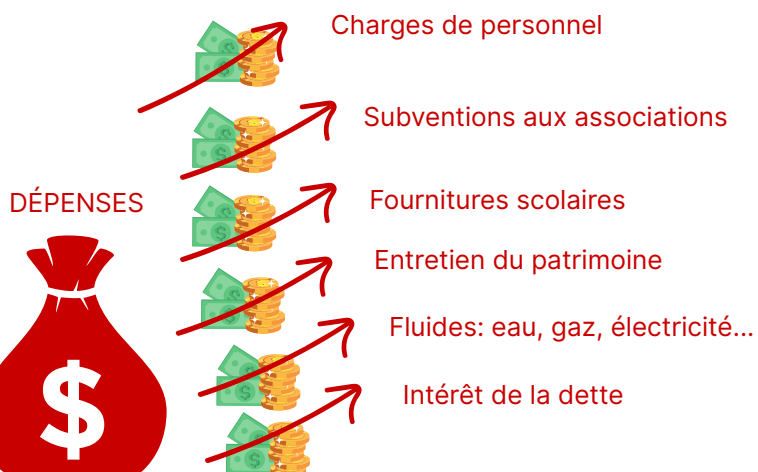 Charges de personnel
Subventions aux associations
DÉPENSES
Fournitures scolaires
Entretien du patrimoine
Fluides: eau, gaz, électricité...
Intérêt de la dette
$